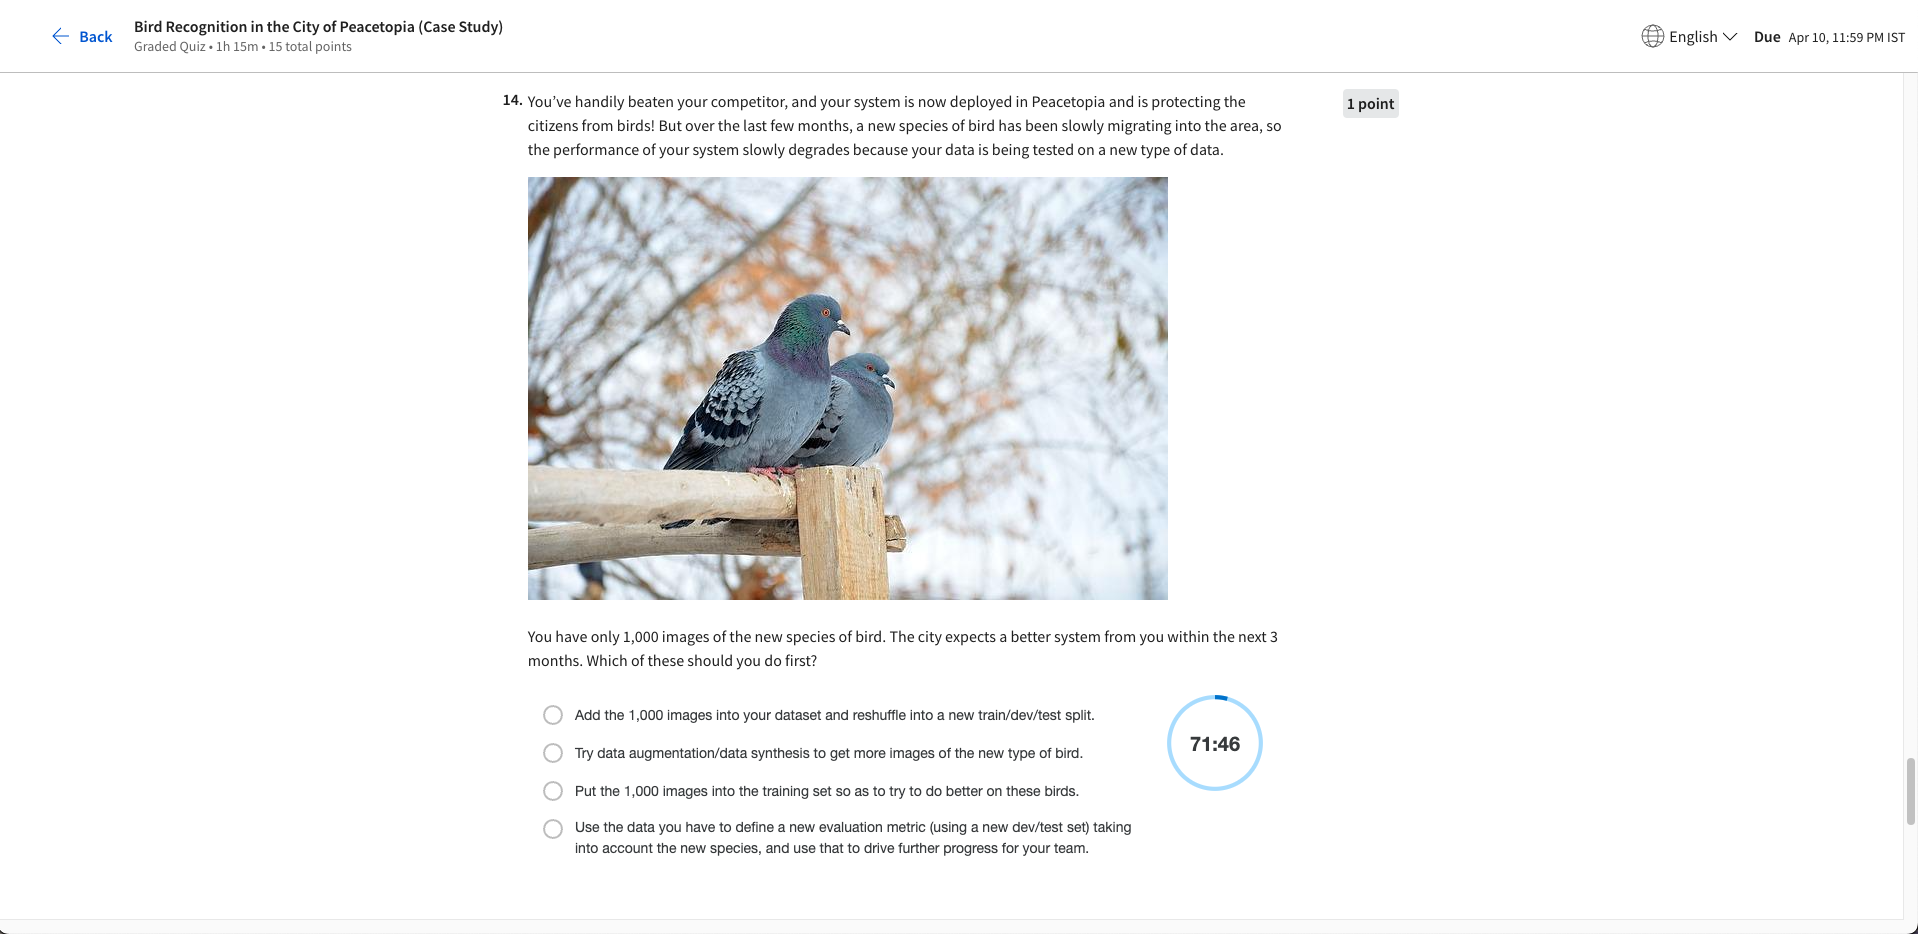 Back
Bird Recognition in the City of Peacetopia (Case Study)
Graded Quiz • 1h 15m • 15 total points
English
Due Apr 10, 11:59 PM IST
14. You’ve handily beaten your competitor, and your system is now deployed in Peacetopia and is protecting the
citizens from birds! But over the last few months, a new species of bird has been slowly migrating into the area, so
the performance of your system slowly degrades because your data is being tested on a new type of data.
1 point
You have only 1,000 images of the new species of bird. The city expects a better system from you within the next 3
months. Which of these should you do first?
Add the 1,000 images into your dataset and reshuffle into a new train/dev/test split.
Try data augmentation/data synthesis to get more images of the new type of bird.
Put the 1,000 images into the training set so as to try to do better on these birds.
Use the data you have to define a new evaluation metric (using a new dev/test set) taking
into account the new species, and use that to drive further progress for your team.
71:46